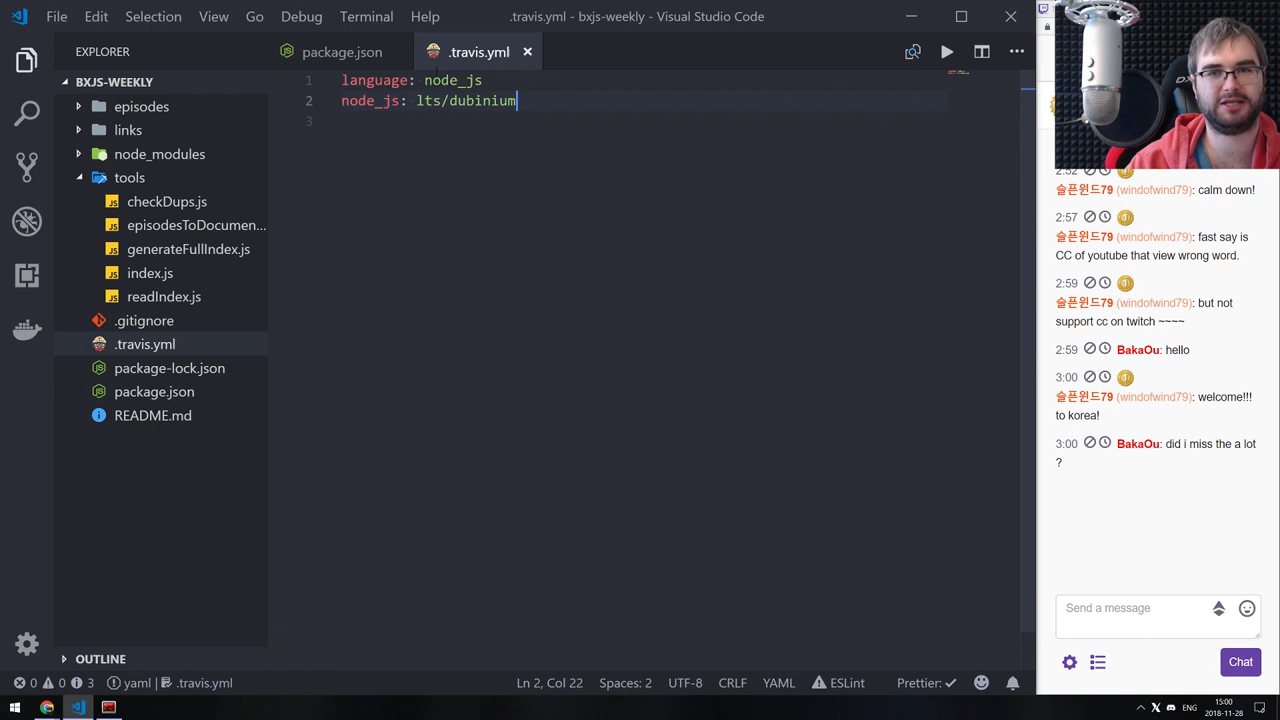 File Edit Selection View Go Debug Terminal Help .travis.yml - bxjs-weekly - Visual Studio Code
EXPLORER
package.json
.travis.yml
BXJS-WEEKLY
episodes
links
node_modules
tools
checkDups.js
episodesToDocumen...
generateFullIndex.js
index.js
readIndex.js
.gitignore
.travis.yml
package-lock.json
package.json
README.md
OUTLINE
1 language: node_js
2 node_js: lts/dubinium
3
2:52
슬픈윈드79 (windofwind79): calm down!
2:57
슬픈윈드79 (windofwind79): fast say is
CC of youtube that view wrong word.
2:59
슬픈윈드79 (windofwind79): but not
support cc on twitch ~~~~
2:59 BakaOu: hello
3:00
슬픈윈드79 (windofwind79): welcome!!!
to korea!
3:00 BakaOu: did i miss the a lot
?
Send a message
Chat
0 0 3 yaml .travis.yml Ln 2, Col 22 Spaces: 2 UTF-8 CRLF YAML ESLint Prettier:
ENG
15:00
2018-11-28